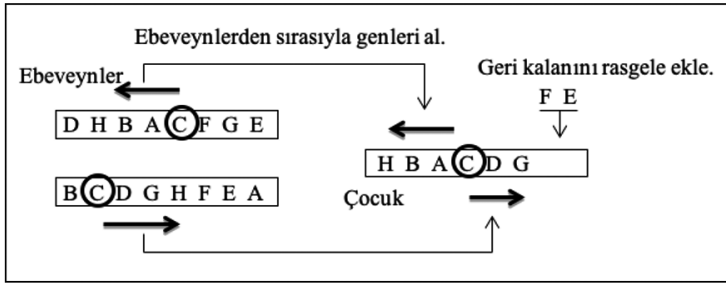 Ebeveynlerden sırasıyla genleri al.
Ebeveynler
Geri kalanını rasgele ekle.
F E
D H B A C F G E
H B A C D G
B C D G H F E A
Çocuk